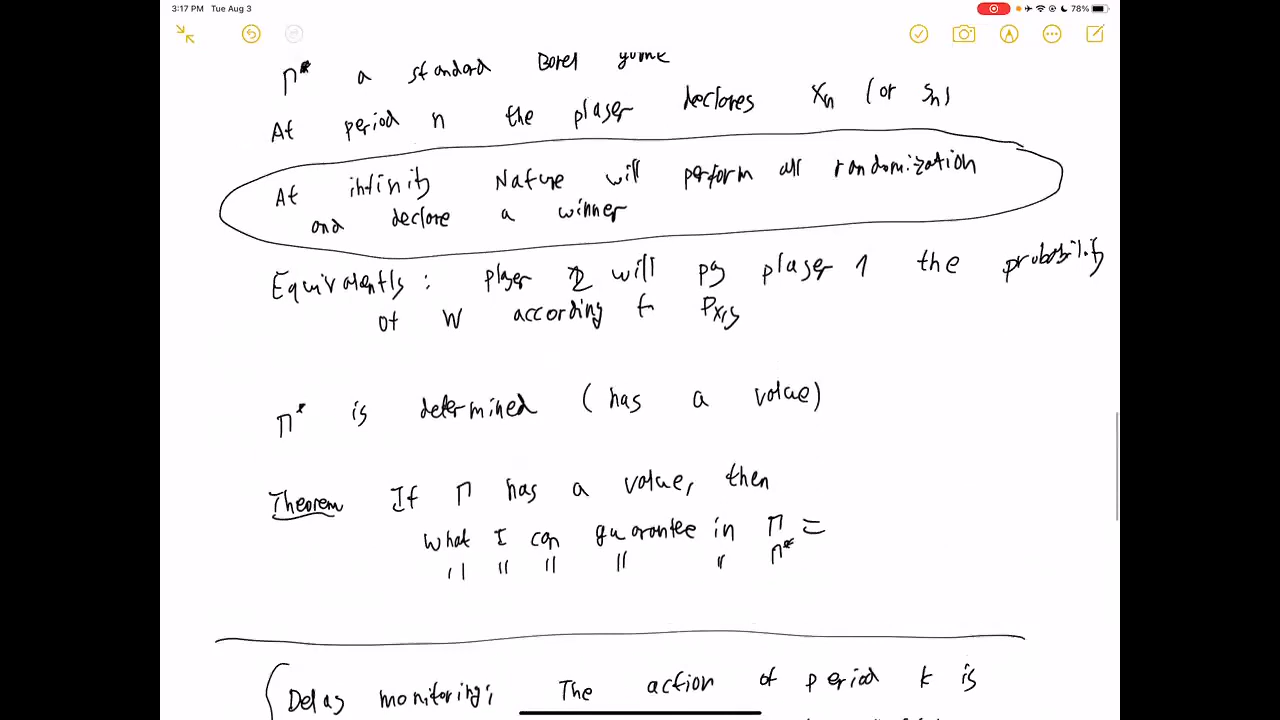 3:17 PM Tue Aug 3
78%
Γ* a standard Borel game
At period n the player declares xn (or sn)
At infinity Nature will perform all randomization
and declare a winner
Equivalently: player 2 will pay player 1 the probability
of W according to Px,y
Γ* is determined (has a value)
Theorem If Γ has a value, then
what I can guarantee in Γ =
" " " " " Γ*
Delay monitoring: The action of period k is